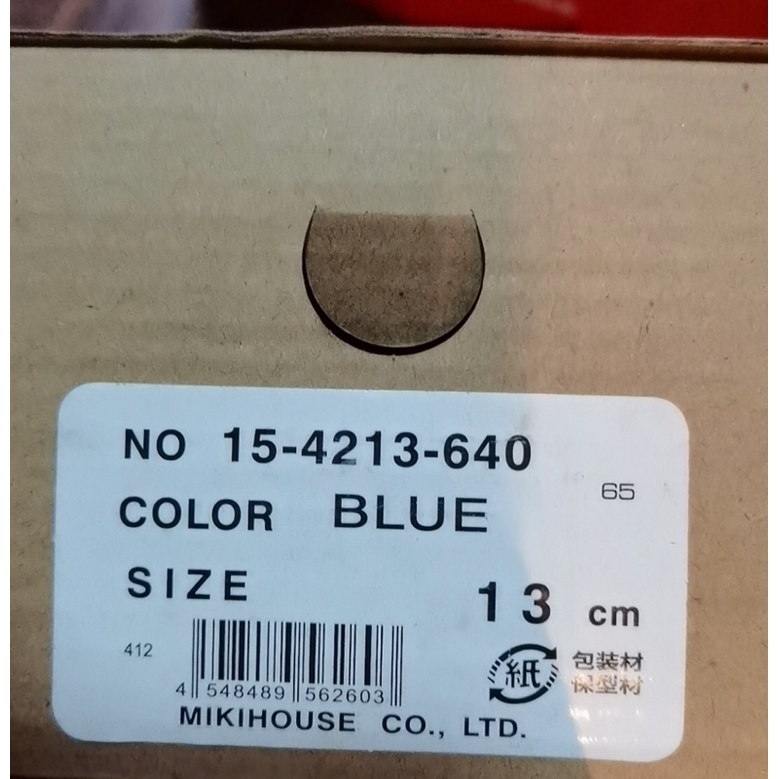 NO 15-4213-640
65
COLOR BLUE
SIZE 13 cm
412
4 548489 562603
紙 包装材
保型材
MIKIHOUSE CO., LTD.